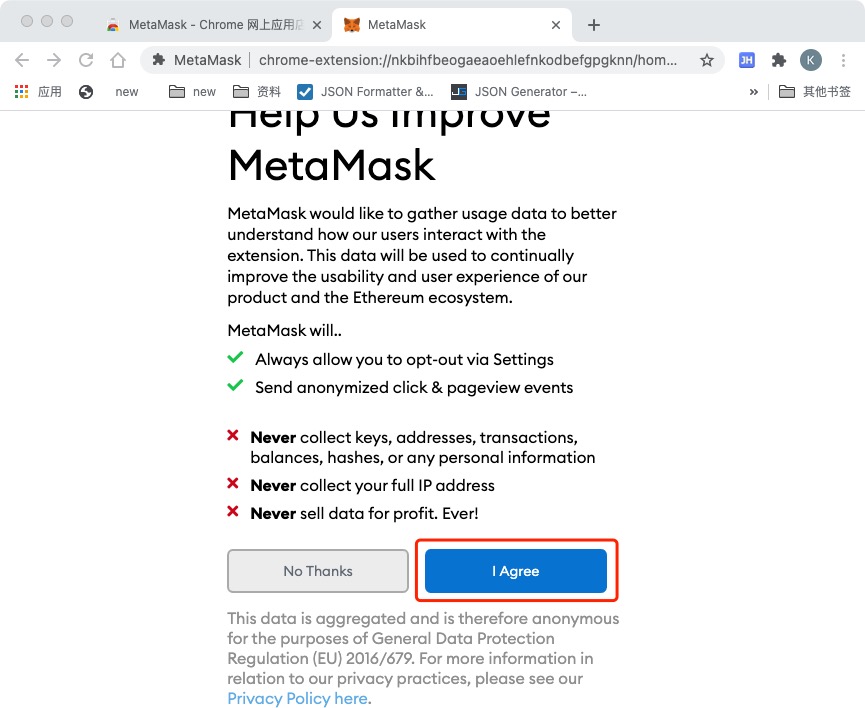 MetaMask - Chrome 网上应用店
MetaMask
MetaMask
chrome-extension://nkbihfbeogaeaoehlefnkodbefgpgknn/hom...
JH
K
应用
new
new
资料
JSON Formatter &...
JSON Generator –...
»
其他书签
Help Us Improve
MetaMask
MetaMask would like to gather usage data to better
understand how our users interact with the
extension. This data will be used to continually
improve the usability and user experience of our
product and the Ethereum ecosystem.
MetaMask will..
Always allow you to opt-out via Settings
Send anonymized click & pageview events
Never collect keys, addresses, transactions,
balances, hashes, or any personal information
Never collect your full IP address
Never sell data for profit. Ever!
No Thanks
I Agree
This data is aggregated and is therefore anonymous
for the purposes of General Data Protection
Regulation (EU) 2016/679. For more information in
relation to our privacy practices, please see our
Privacy Policy here.